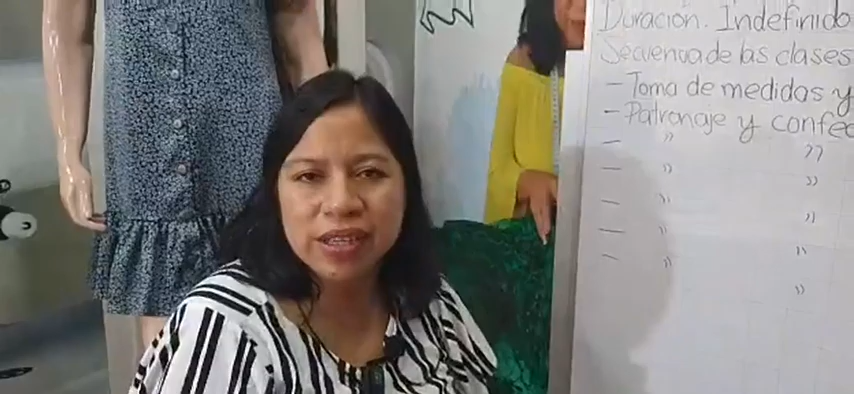 Duración. Indefinido
Secuencia de las clases
- Toma de medidas y
- Patronaje y confec
- " "
- " "
- " "
- " "
- " "